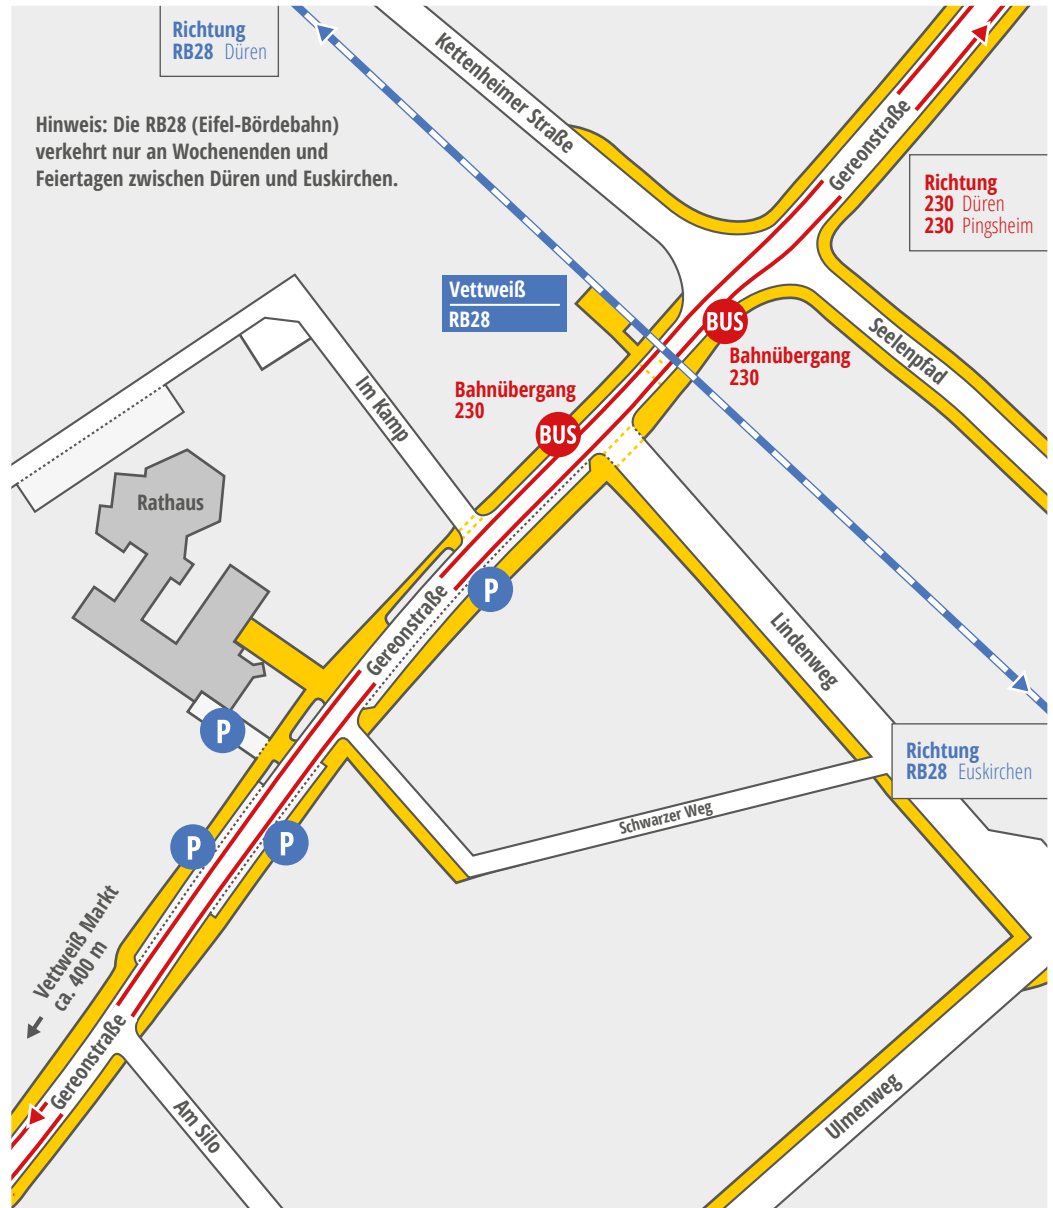 Richtung
RB28 Düren
Hinweis: Die RB28 (Eifel-Bördebahn)
verkehrt nur an Wochenenden und
Feiertagen zwischen Düren und Euskirchen.
Kettenheimer Straße
Gereonstraße
Richtung
230 Düren
230 Pingsheim
Vettweiß
RB28
BUS
Bahnübergang
230
Seelenpfad
Im Kamp
Bahnübergang
230
BUS
Rathaus
P
Gereonstraße
Lindenweg
P
Richtung
RB28 Euskirchen
Schwarzer Weg
P
P
Vettweiß Markt
ca. 400 m
Gereonstraße
Am Silo
Ulmenweg